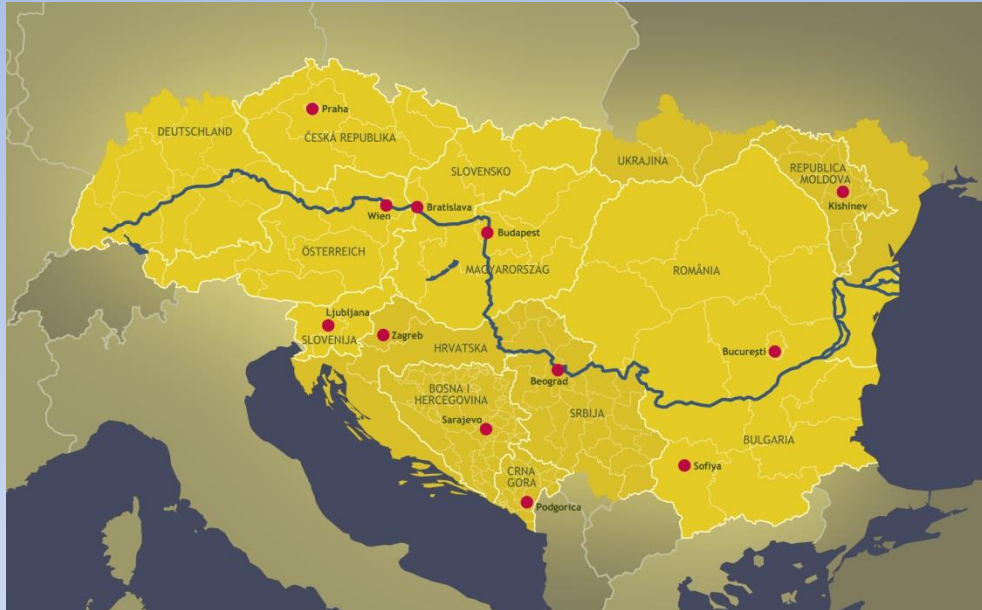 Praha
DEUTSCHLAND
ČESKÁ REPUBLIKA
UKRAJINA
REPUBLICA
MOLDOVA
SLOVENSKO
Kishinev
Wien
Bratislava
Budapest
ÖSTERREICH
MAGYARORSZÁG
ROMÂNIA
Ljubljana
SLOVENIJA
Zagreb
HRVATSKA
Bucureşti
Beograd
BOSNA I
HERCEGOVINA
SRBIJA
Sarajevo
BULGARIA
CRNA
GORA
Sofiya
Podgorica